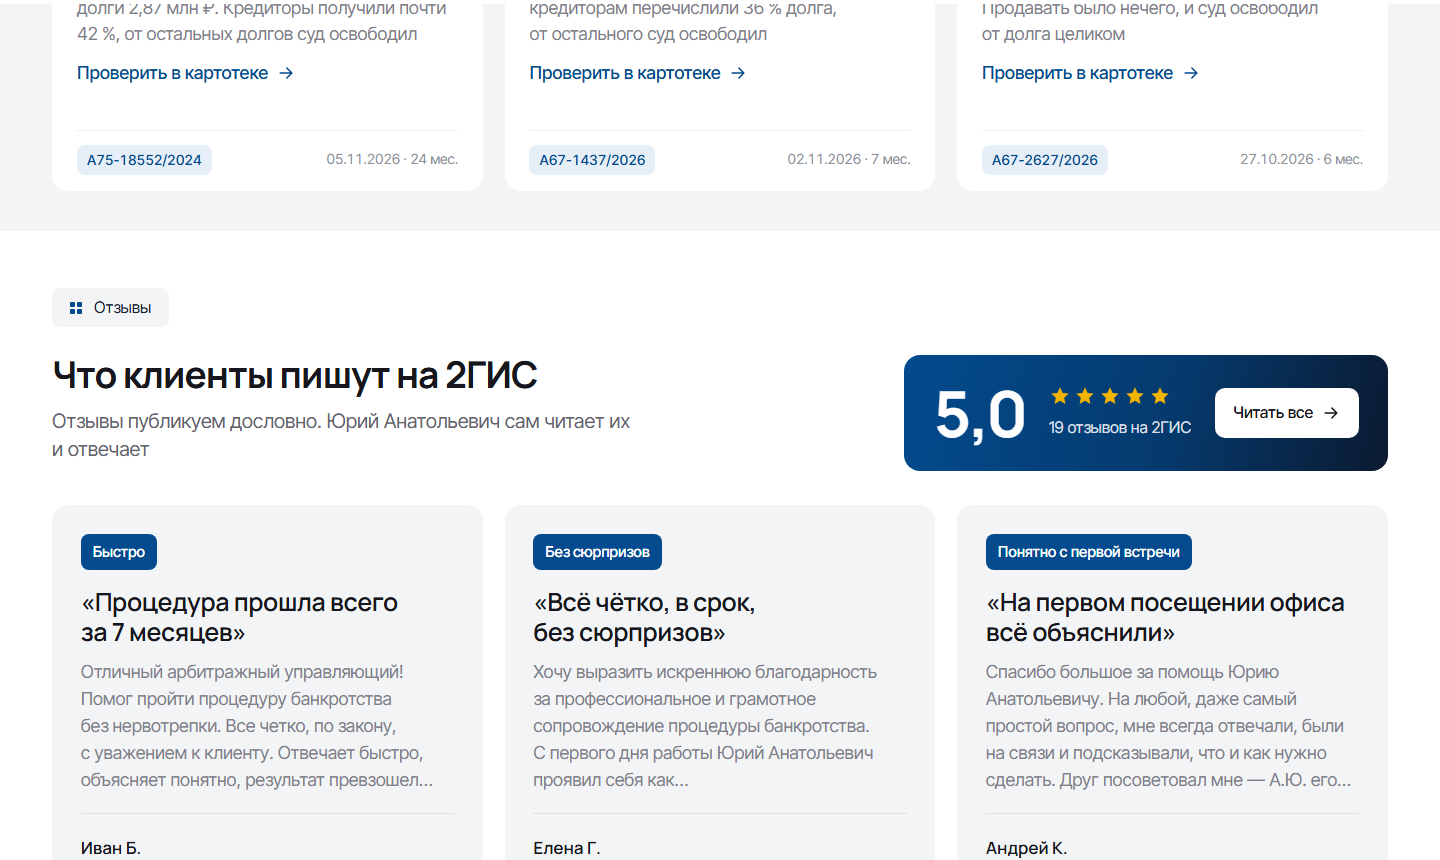 долги 2,87 млн ₽. Кредиторы получили почти
42 %, от остальных долгов суд освободил
Проверить в картотеке →
А75-18552/2024
05.11.2026 · 24 мес.
кредиторам перечислили 36 % долга,
от остального суд освободил
Проверить в картотеке →
А67-1437/2026
02.11.2026 · 7 мес.
Продавать было нечего, и суд освободил
от долга целиком
Проверить в картотеке →
А67-2627/2026
27.10.2026 · 6 мес.
Отзывы
Что клиенты пишут на 2ГИС
Отзывы публикуем дословно. Юрий Анатольевич сам читает их
и отвечает
5,0
19 отзывов на 2ГИС
Читать все →
Быстро
«Процедура прошла всего
за 7 месяцев»
Отличный арбитражный управляющий!
Помог пройти процедуру банкротства
без нервотрепки. Все четко, по закону,
с уважением к клиенту. Отвечает быстро,
объясняет понятно, результат превзошел...
Иван Б.
Без сюрпризов
«Всё чётко, в срок,
без сюрпризов»
Хочу выразить искреннюю благодарность
за профессиональное и грамотное
сопровождение процедуры банкротства.
С первого дня работы Юрий Анатольевич
проявил себя как...
Елена Г.
Понятно с первой встречи
«На первом посещении офиса
всё объяснили»
Спасибо большое за помощь Юрию
Анатольевичу. На любой, даже самый
простой вопрос, мне всегда отвечали, были
на связи и подсказывали, что и как нужно
сделать. Друг посоветовал мне — А.Ю. его...
Андрей К.